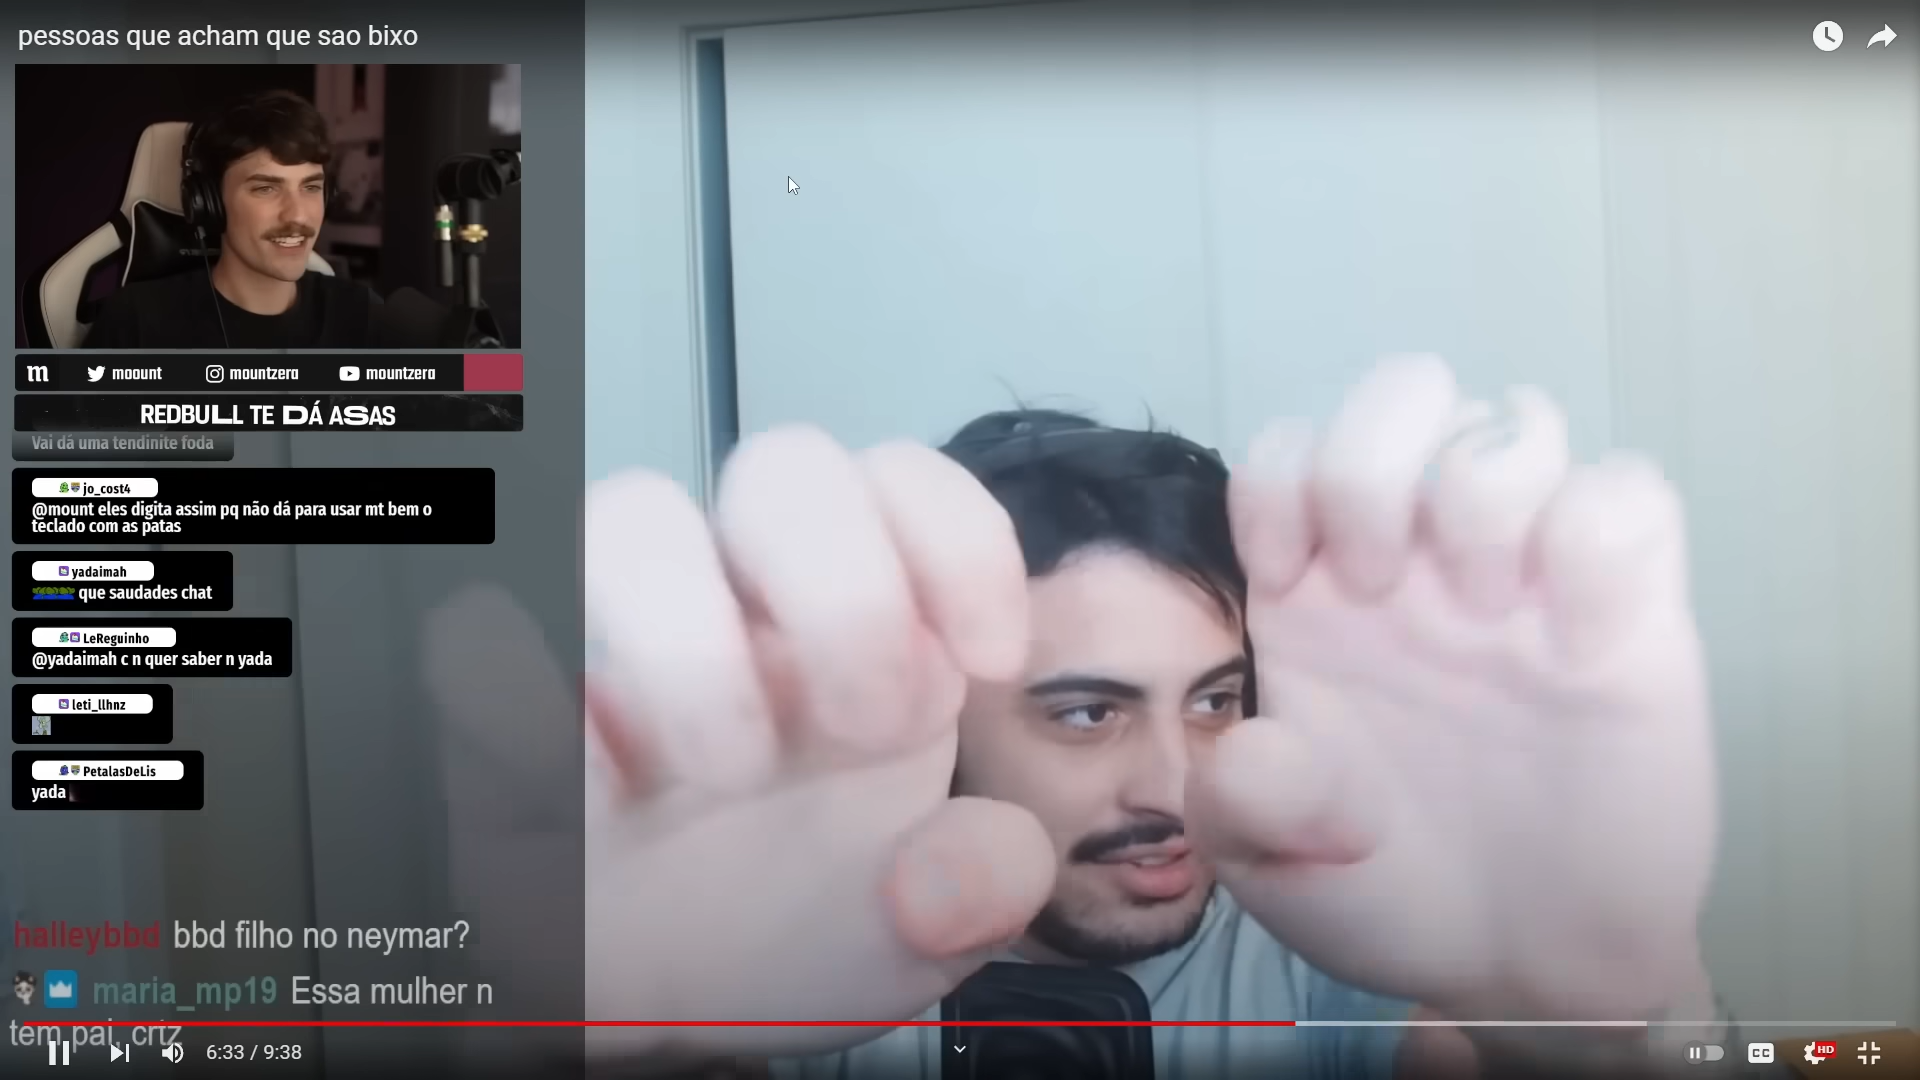 pessoas que acham que sao bixo
m moount mountzera mountzera
REDBULL TE DÁ ASAS
Vai dá uma tendinite foda
jo_cost4
@mount eles digita assim pq não dá para usar mt bem o
teclado com as patas
yadaimah
que saudades chat
LeReguinho
@yadaimah c n quer saber n yada
leti_llhnz
PetalasDeLis
yada
halleybbd bbd filho no neymar?
maria_mp19 Essa mulher n
tem pai, crtz
6:33 / 9:38
CC
HD